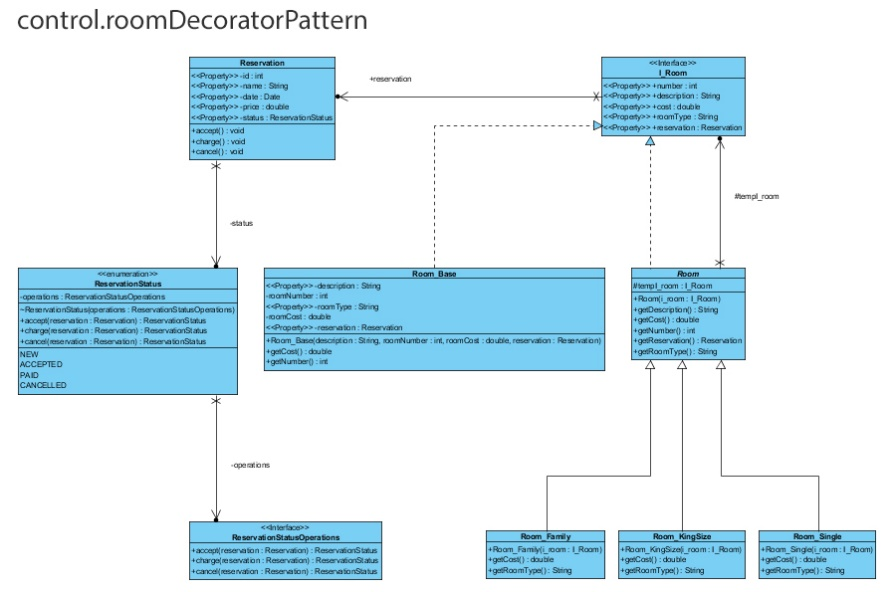 control.roomDecoratorPattern
Reservation
<<Property>> -id : int
<<Property>> -name : String
<<Property>> -date : Date
<<Property>> -price : double
<<Property>> -status : ReservationStatus
+accept() : void
+charge() : void
+cancel() : void
+reservation
<<Interface>>
I_Room
<<Property>> +number : int
<<Property>> +description : String
<<Property>> +cost : double
<<Property>> +roomType : String
<<Property>> +reservation : Reservation
-status
#tempI_room
<<enumeration>>
ReservationStatus
-operations : ReservationStatusOperations
~ReservationStatus(operations : ReservationStatusOperations)
+accept(reservation : Reservation) : ReservationStatus
+charge(reservation : Reservation) : ReservationStatus
+cancel(reservation : Reservation) : ReservationStatus
NEW
ACCEPTED
PAID
CANCELLED
Room_Base
<<Property>> -description : String
-roomNumber : int
<<Property>> -roomType : String
-roomCost : double
<<Property>> -reservation : Reservation
+Room_Base(description : String, roomNumber : int, roomCost : double, reservation : Reservation)
+getCost() : double
+getNumber() : int
Room
#tempI_room : I_Room
+Room(i_room : I_Room)
+getDescription() : String
+getCost() : double
+getNumber() : int
+getReservation() : Reservation
+getRoomType() : String
-operations
<<Interface>>
ReservationStatusOperations
+accept(reservation : Reservation) : ReservationStatus
+charge(reservation : Reservation) : ReservationStatus
+cancel(reservation : Reservation) : ReservationStatus
Room_Family
+Room_Family(i_room : I_Room)
+getCost() : double
+getRoomType() : String
Room_KingSize
+Room_KingSize(i_room : I_Room)
+getCost() : double
+getRoomType() : String
Room_Single
+Room_Single(i_room : I_Room)
+getCost() : double
+getRoomType() : String